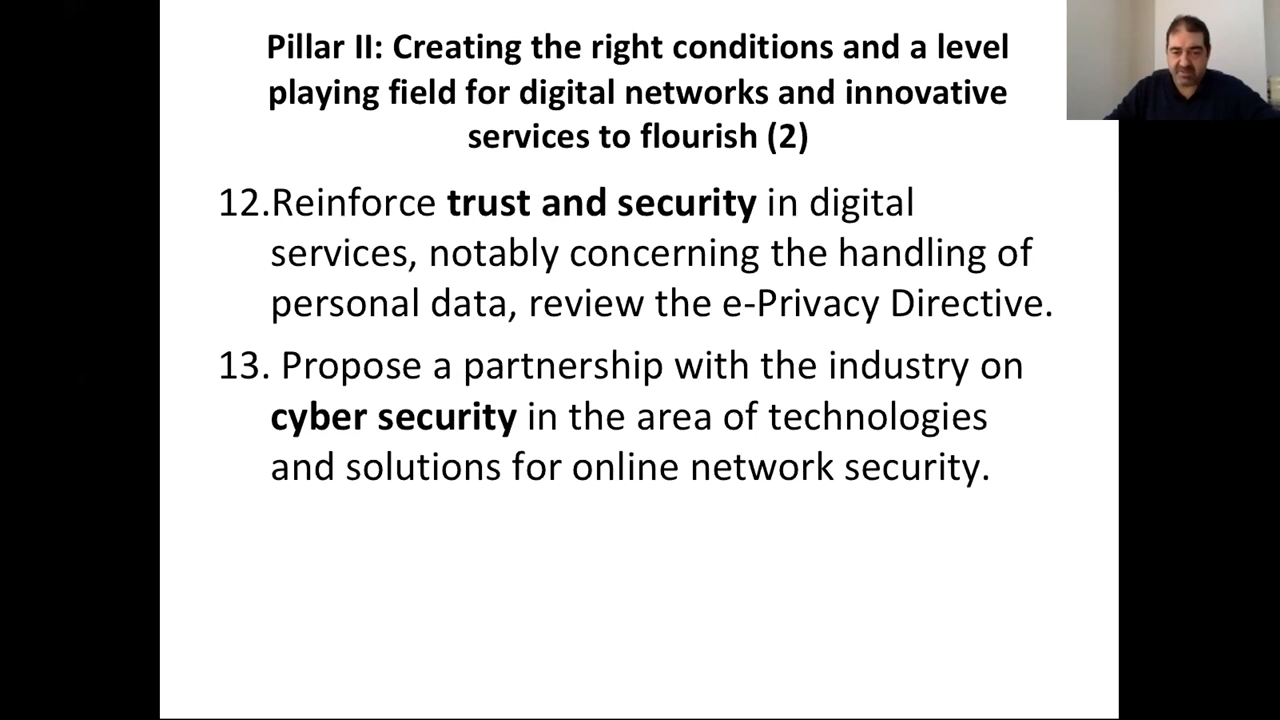 Pillar II: Creating the right conditions and a level
playing field for digital networks and innovative
services to flourish (2)
12.Reinforce trust and security in digital
services, notably concerning the handling of
personal data, review the e-Privacy Directive.
13. Propose a partnership with the industry on
cyber security in the area of technologies
and solutions for online network security.